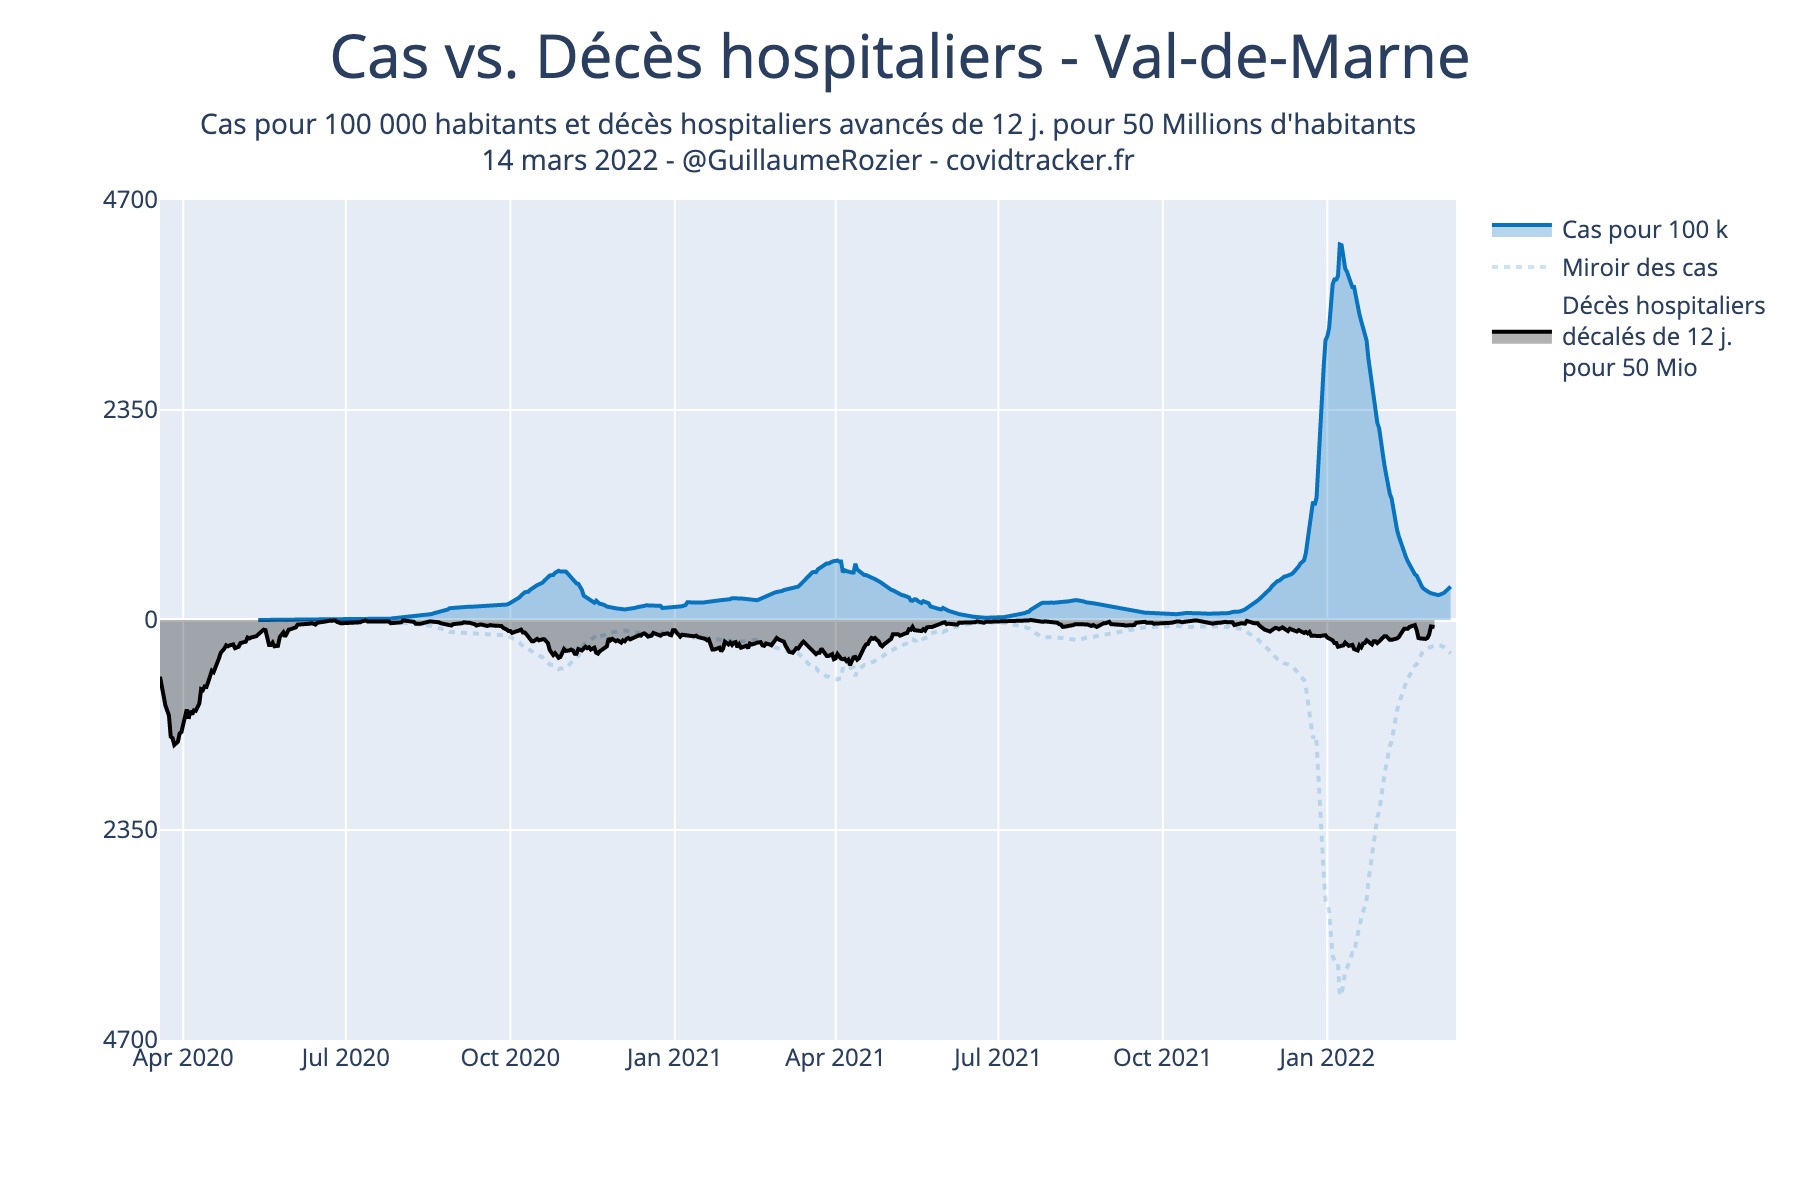 Cas vs. Décès hospitaliers - Val-de-Marne
Cas pour 100 000 habitants et décès hospitaliers avancés de 12 j. pour 50 Millions d'habitants
14 mars 2022 - @GuillaumeRozier - covidtracker.fr
4700
2350
0
2350
4700
Apr 2020
Jul 2020
Oct 2020
Jan 2021
Apr 2021
Jul 2021
Oct 2021
Jan 2022
Cas pour 100 k
Miroir des cas
Décès hospitaliers
décalés de 12 j.
pour 50 Mio